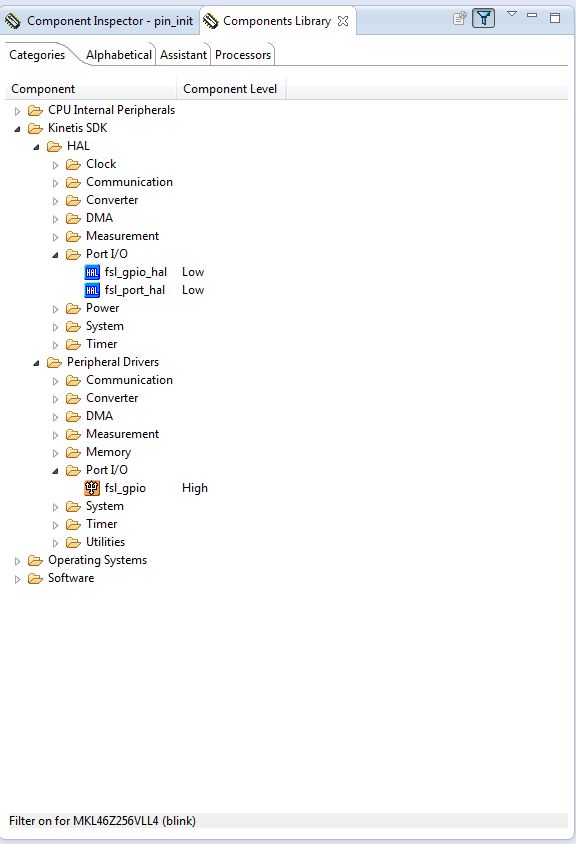 Component Inspector - pin_init Components Library
Categories Alphabetical Assistant Processors
Component Component Level
CPU Internal Peripherals
Kinetis SDK
HAL
Clock
Communication
Converter
DMA
Measurement
Port I/O
HAL fsl_gpio_hal Low
HAL fsl_port_hal Low
Power
System
Timer
Peripheral Drivers
Communication
Converter
DMA
Measurement
Memory
Port I/O
fsl_gpio High
System
Timer
Utilities
Operating Systems
Software
Filter on for MKL46Z256VLL4 (blink)